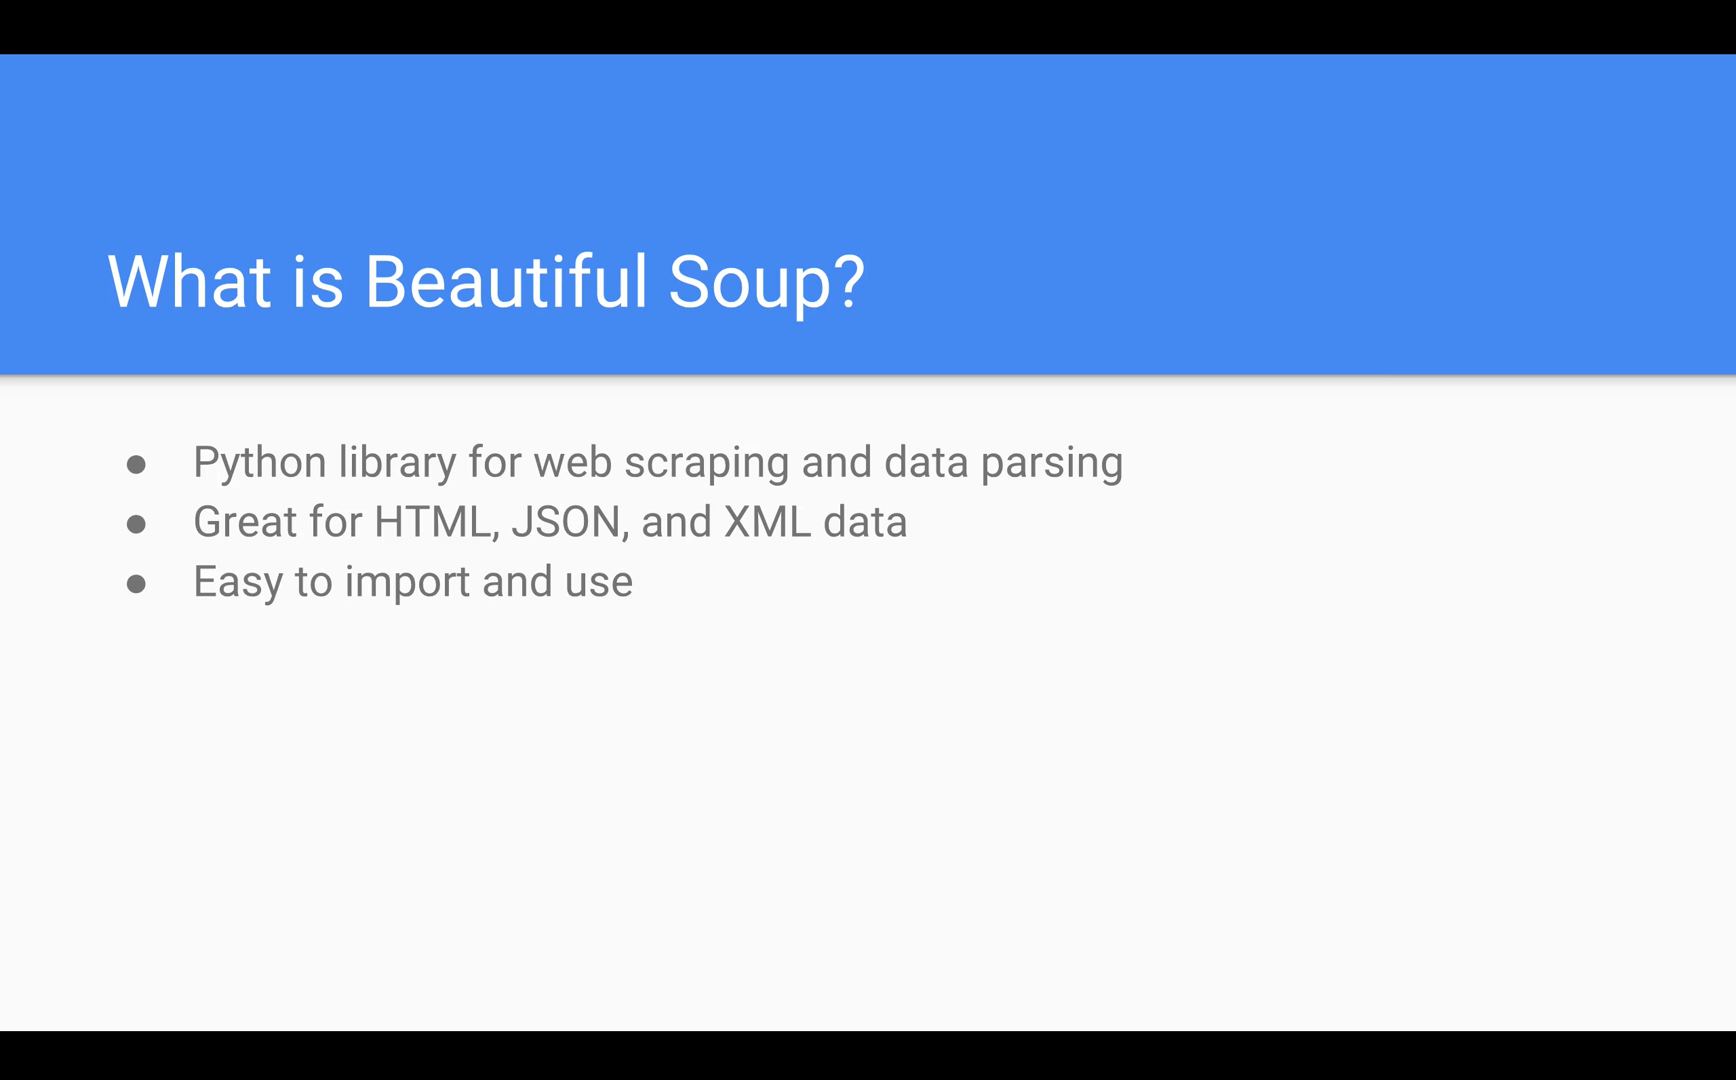 What is Beautiful Soup?
● Python library for web scraping and data parsing
● Great for HTML, JSON, and XML data
● Easy to import and use